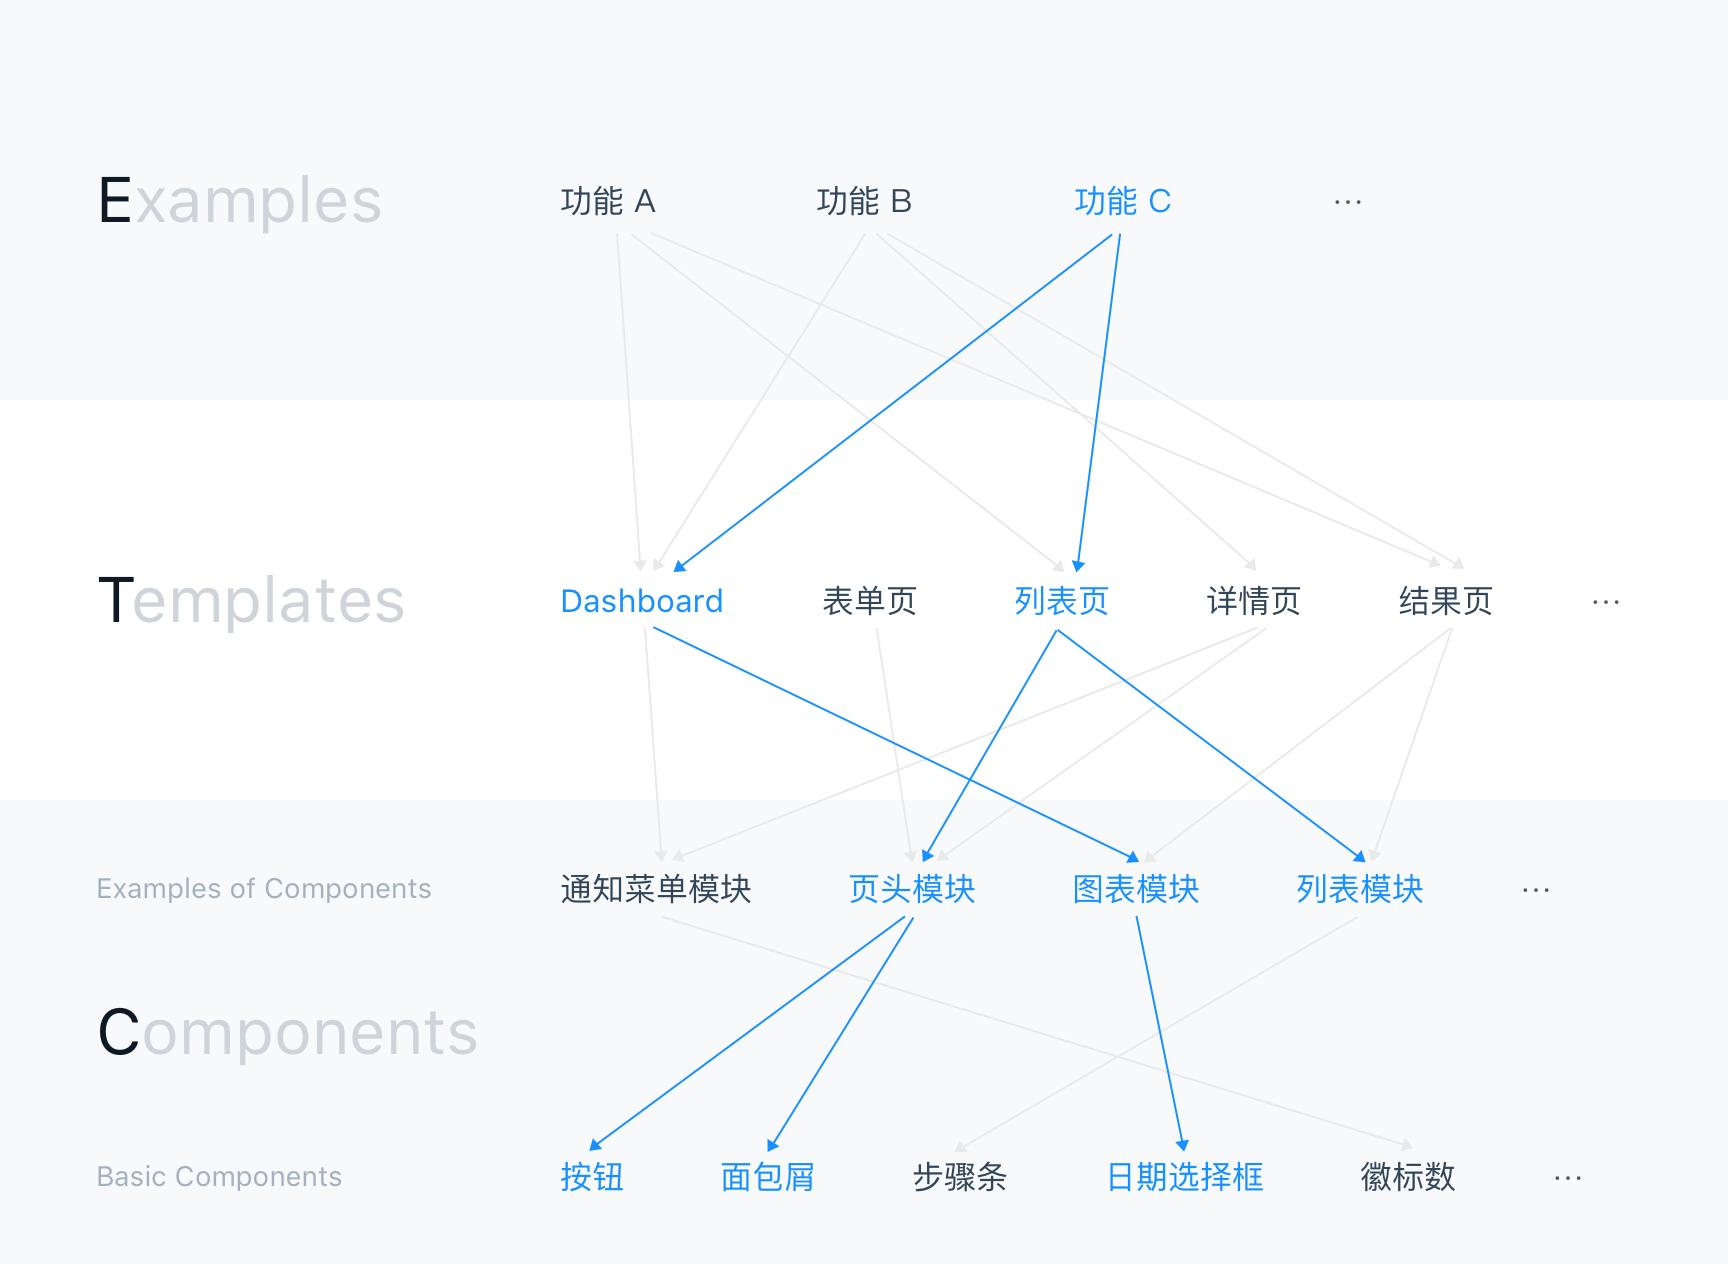 Examples 功能 A 功能 B 功能 C ...
Templates Dashboard 表单页 列表页 详情页 结果页 ...
Examples of Components 通知菜单模块 页头模块 图表模块 列表模块 ...
Components
Basic Components 按钮 面包屑 步骤条 日期选择框 徽标数 ...